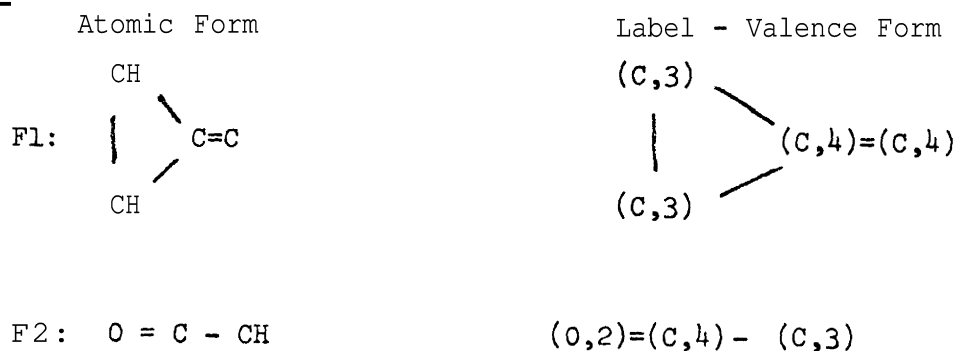 Atomic Form Label - Valence Form
CH (C,3)
F1: C=C (C,4)=(C,4)
CH (C,3)
F2: O = C - CH (O,2)=(C,4) - (C,3)